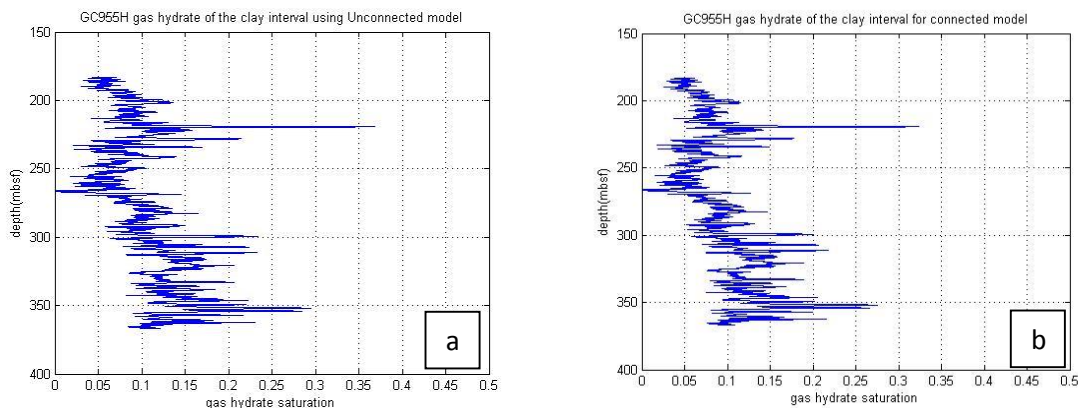 GC955H gas hydrate of the clay interval using Unconnected model
150
200
250
300
350
400
depth(mbsf)
0 0.05 0.1 0.15 0.2 0.25 0.3 0.35 0.4 0.45 0.5
gas hydrate saturation
a
GC955H gas hydrate of the clay interval for connected model
150
200
250
300
350
400
depth(mbsf)
0 0.05 0.1 0.15 0.2 0.25 0.3 0.35 0.4 0.45 0.5
gas hydrate saturation
b